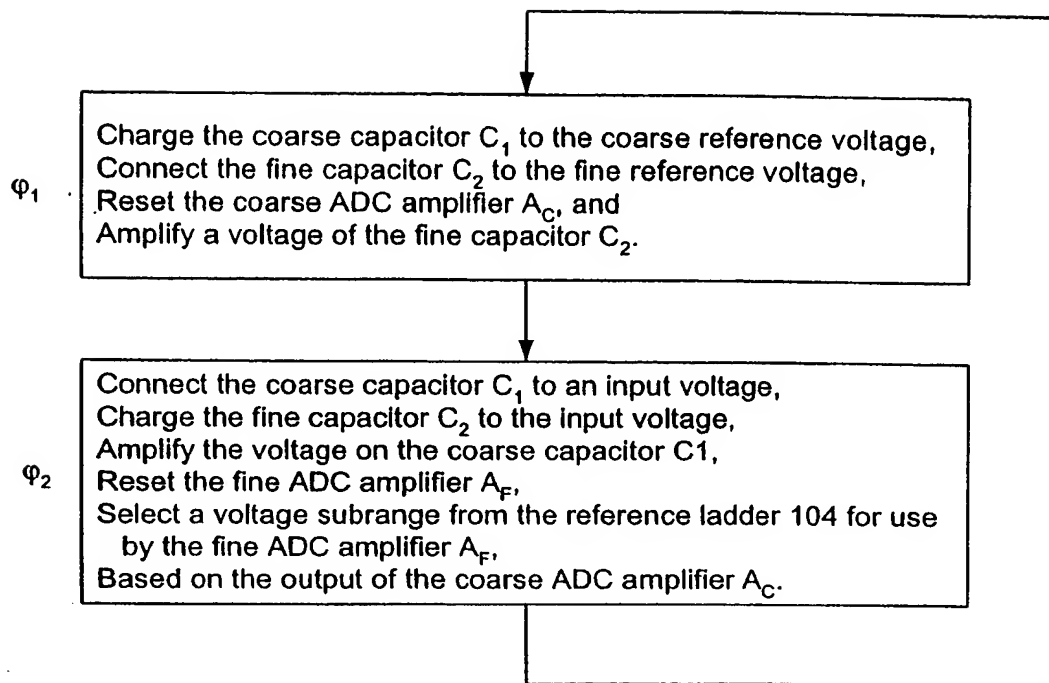 Charge the coarse capacitor C₁ to the coarse reference voltage,
Connect the fine capacitor C₂ to the fine reference voltage,
φ₁
Reset the coarse ADC amplifier A_C, and
Amplify a voltage of the fine capacitor C₂.
Connect the coarse capacitor C₁ to an input voltage,
Charge the fine capacitor C₂ to the input voltage,
Amplify the voltage on the coarse capacitor C1,
φ₂
Reset the fine ADC amplifier A_F,
Select a voltage subrange from the reference ladder 104 for use
by the fine ADC amplifier A_F,
Based on the output of the coarse ADC amplifier A_C.